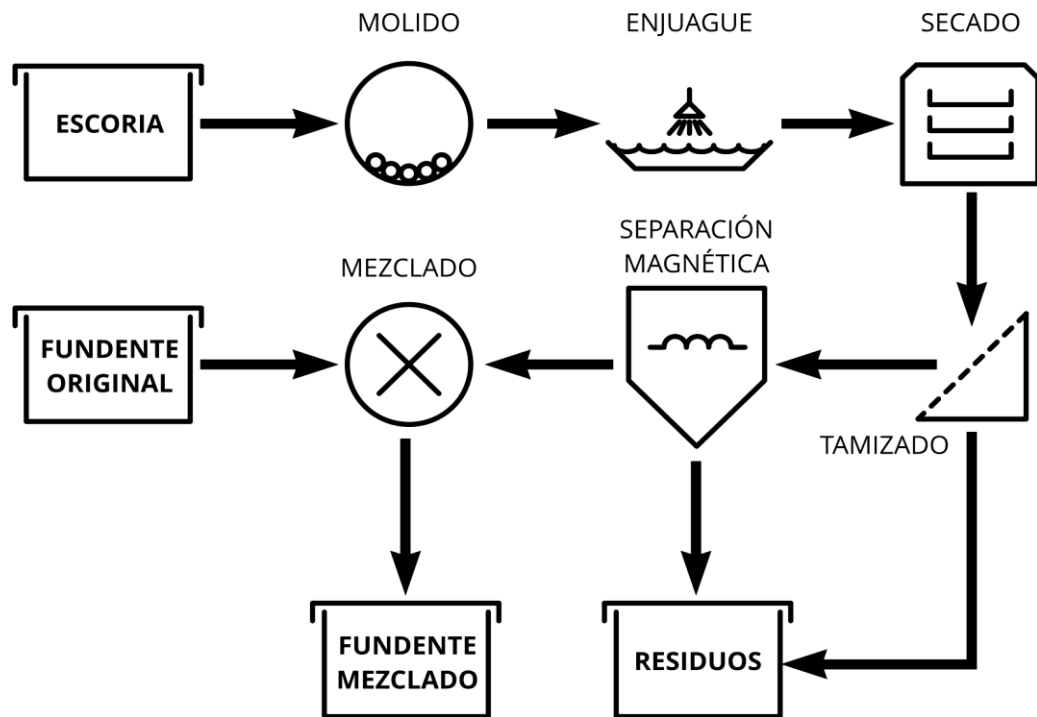 MOLIDO
ENJUAGUE
SECADO
ESCORIA
SEPARACIÓN
MAGNÉTICA
MEZCLADO
FUNDENTE
ORIGINAL
TAMIZADO
FUNDENTE
MEZCLADO
RESIDUOS